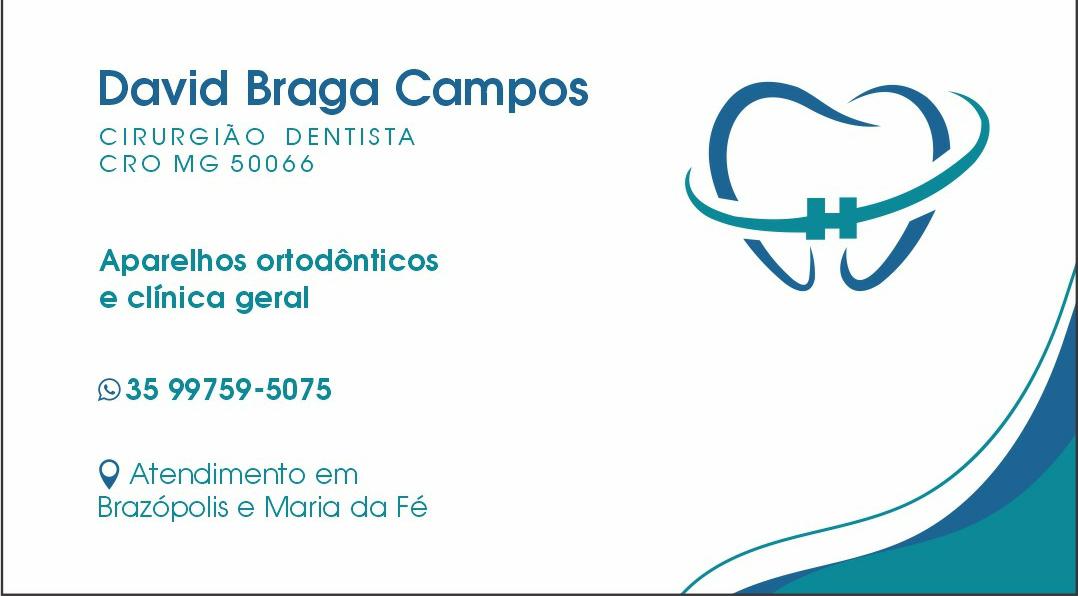 David Braga Campos
CIRURGIÃO DENTISTA
CRO MG 50066
Aparelhos ortodônticos
e clínica geral
35 99759-5075
Atendimento em
Brazópolis e Maria da Fé